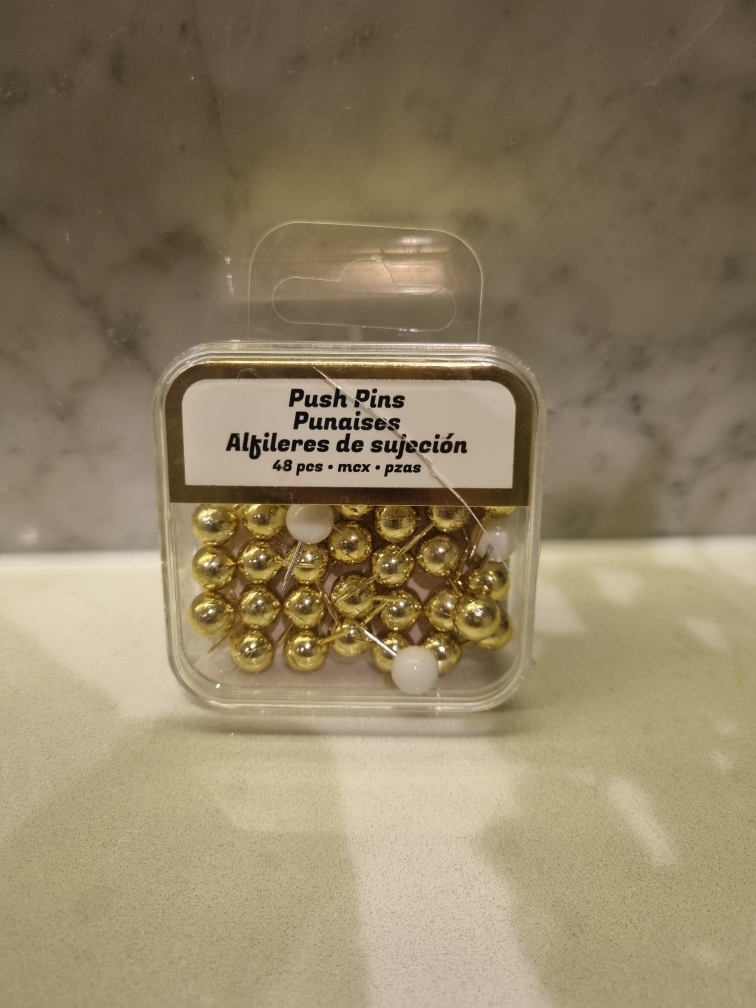 Push Pins
Punaises
Alfileres de sujeción
48 pcs • mcx • pzas